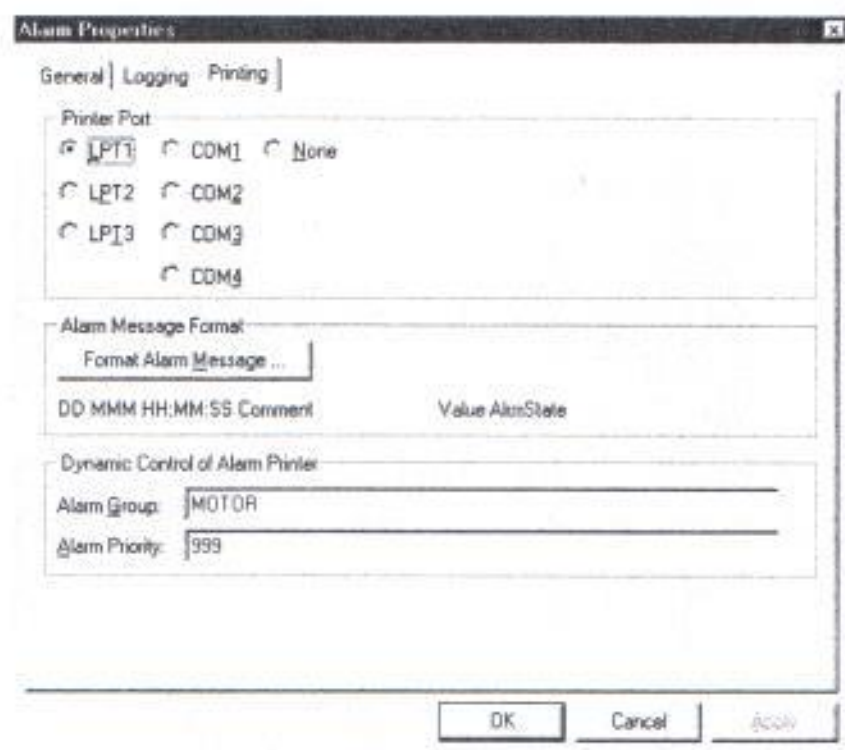 Alarm Properties
General Logging Printing
Printer Port
LPT1 COM1 None
LPT2 COM2
LPT3 COM3
COM4
Alarm Message Format
Format Alarm Message ...
DD MMM HH:MM:SS Comment Value AlrmState
Dynamic Control of Alarm Printer
Alarm Group: MOTOR
Alarm Priority: 999
OK Cancel Apply